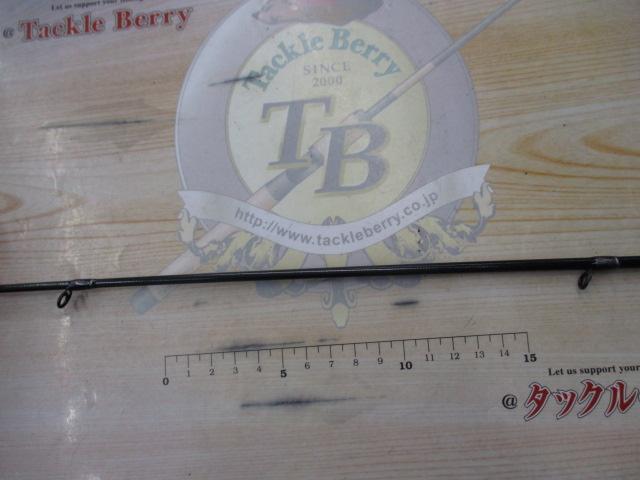 Let us support your
@ Tackle Berry
Tackle Berry
SINCE
2000
TB
http://www.tackleberry.co.jp
0 1 2 3 4 5 6 7 8 9 10 11 12 13 14 15
Let us support your
@ タックル